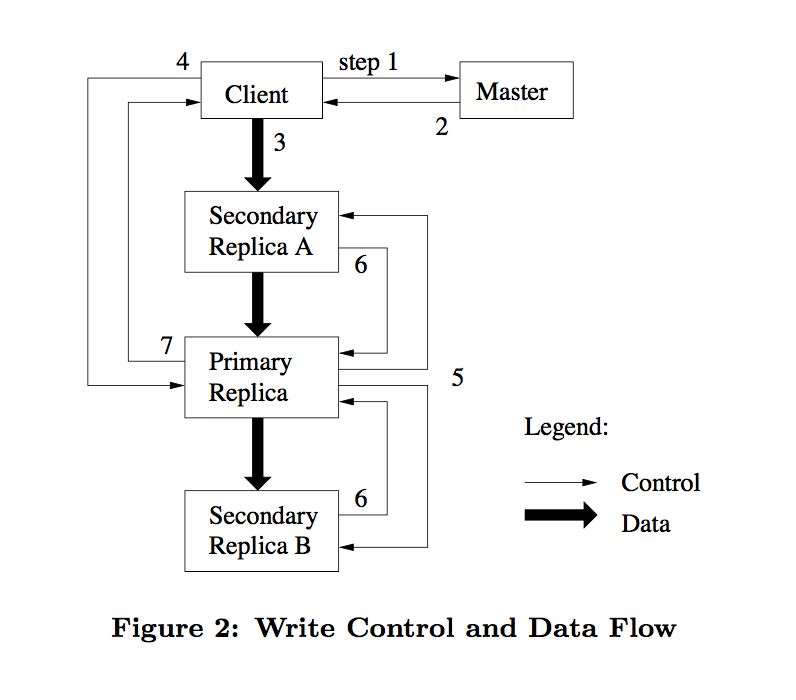 4
step 1
Client
Master
2
3
Secondary
Replica A
6
7
Primary
Replica
5
Legend:
Control
6
Secondary
Replica B
Data
Figure 2: Write Control and Data Flow